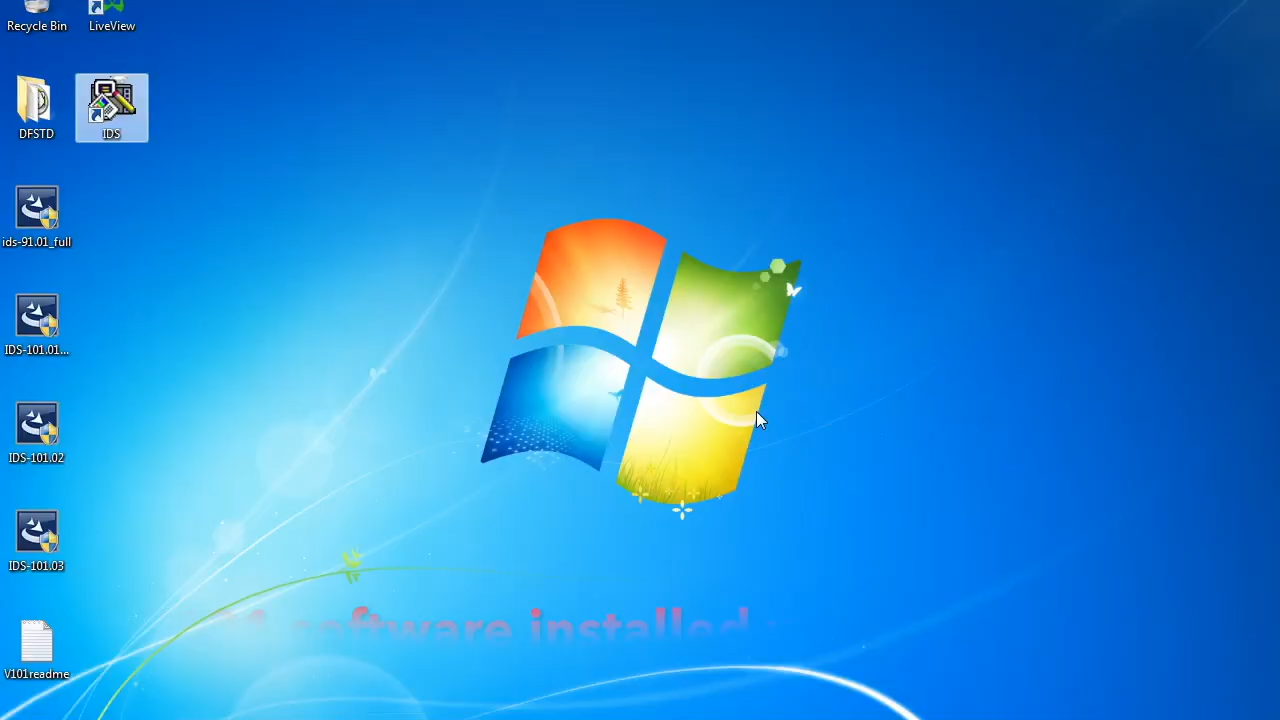 Recycle Bin
LiveView
DFSTD
IDS
ids-91.01_full
IDS-101.01...
IDS-101.02
IDS-101.03
V101readme
software installed